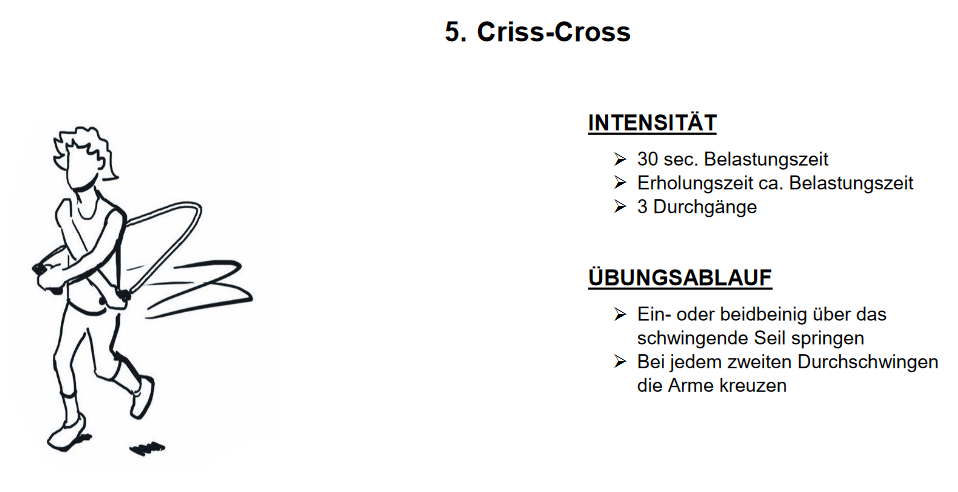 5. Criss-Cross
INTENSITÄT
➢ 30 sec. Belastungszeit
➢ Erholungszeit ca. Belastungszeit
➢ 3 Durchgänge
ÜBUNGSABLAUF
➢ Ein- oder beidbeinig über das
schwingende Seil springen
➢ Bei jedem zweiten Durchschwingen
die Arme kreuzen